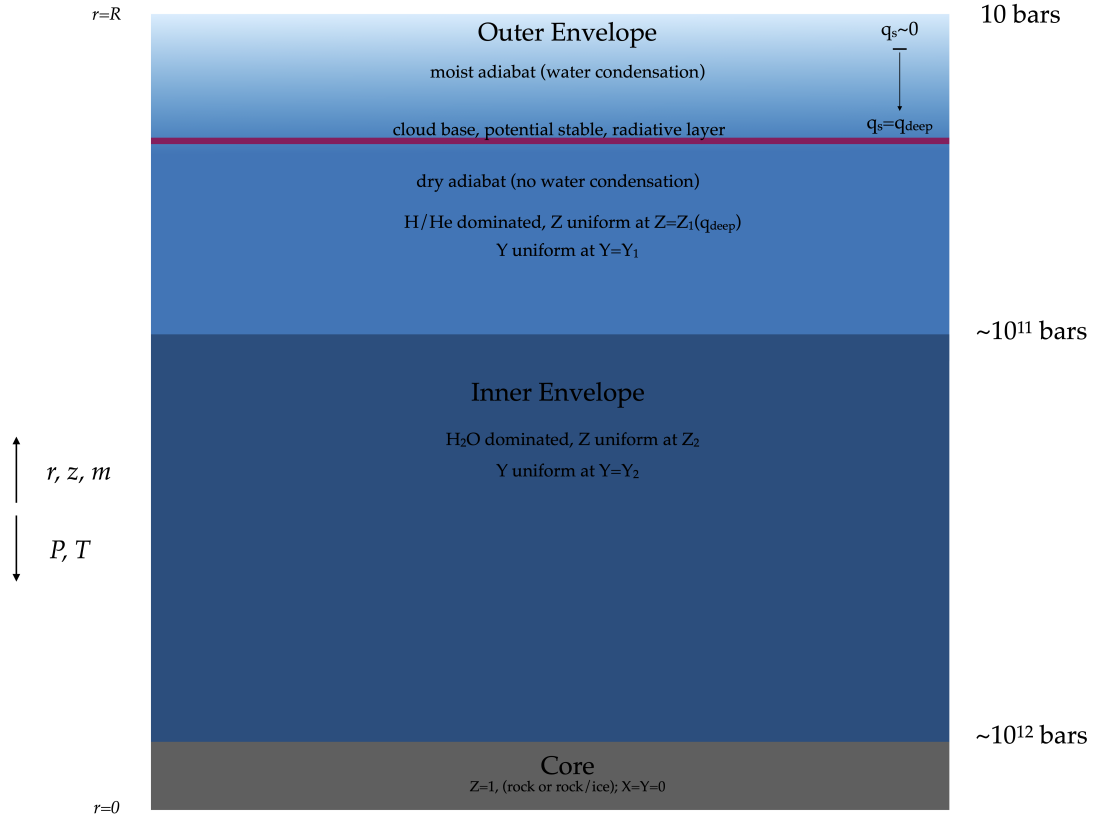 r=R
10 bars
Outer Envelope
qₛ~0
moist adiabat (water condensation)
qₛ=q_deep
cloud base, potential stable, radiative layer
dry adiabat (no water condensation)
H/He dominated, Z uniform at Z=Z₁(q_deep)
Y uniform at Y=Y₁
~10¹¹ bars
Inner Envelope
H₂O dominated, Z uniform at Z₂
r, z, m
Y uniform at Y=Y₂
P, T
~10¹² bars
Core
Z=1, (rock or rock/ice); X=Y=0
r=0